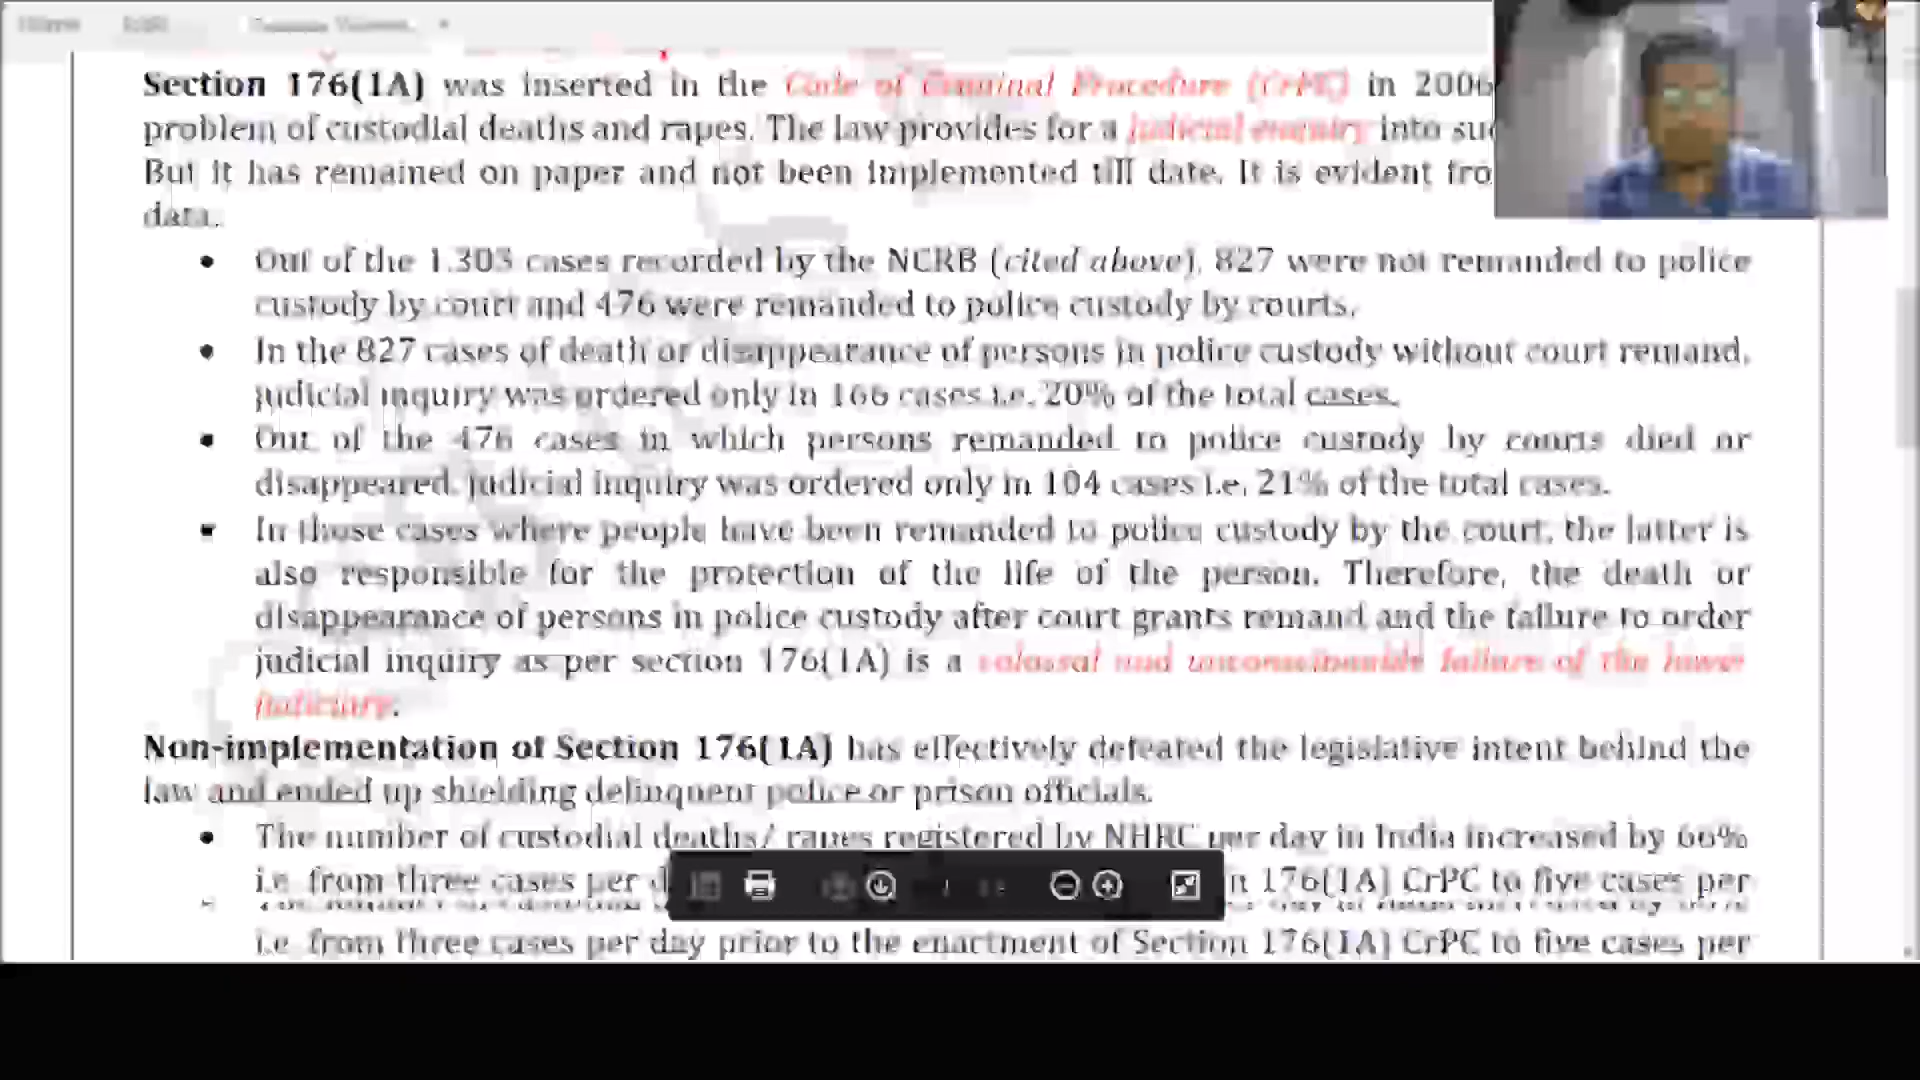 Home
Section 176(1A) was inserted in the Code of Criminal Procedure (CrPC) in 2006
problem of custodial deaths and rapes. The law provides for a judicial enquiry into suc
But it has remained on paper and not been implemented till date. It is evident fro
data.
• Out of the 1,303 cases recorded by the NCRB (cited above), 827 were not remanded to police
custody by court and 476 were remanded to police custody by courts.
• In the 827 cases of death or disappearance of persons in police custody without court remand,
judicial inquiry was ordered only in 166 cases i.e. 20% of the total cases.
• Out of the 476 cases in which persons remanded to police custody by courts died or
disappeared, judicial inquiry was ordered only in 104 cases i.e. 21% of the total cases.
• In those cases where people have been remanded to police custody by the court, the latter is
also responsible for the protection of the life of the person. Therefore, the death or
disappearance of persons in police custody after court grants remand and the failure to order
judicial inquiry as per section 176(1A) is a colossal and unconscionable failure of the lower
judiciary.
Non-implementation of Section 176(1A) has effectively defeated the legislative intent behind the
law and ended up shielding delinquent police or prison officials.
• The number of custodial deaths/ rapes registered by NHRC per day in India increased by 66%
i.e. from three cases per d n 176(1A) CrPC to five cases per
i.e. from three cases per day prior to the enactment of Section 176(1A) CrPC to five cases per